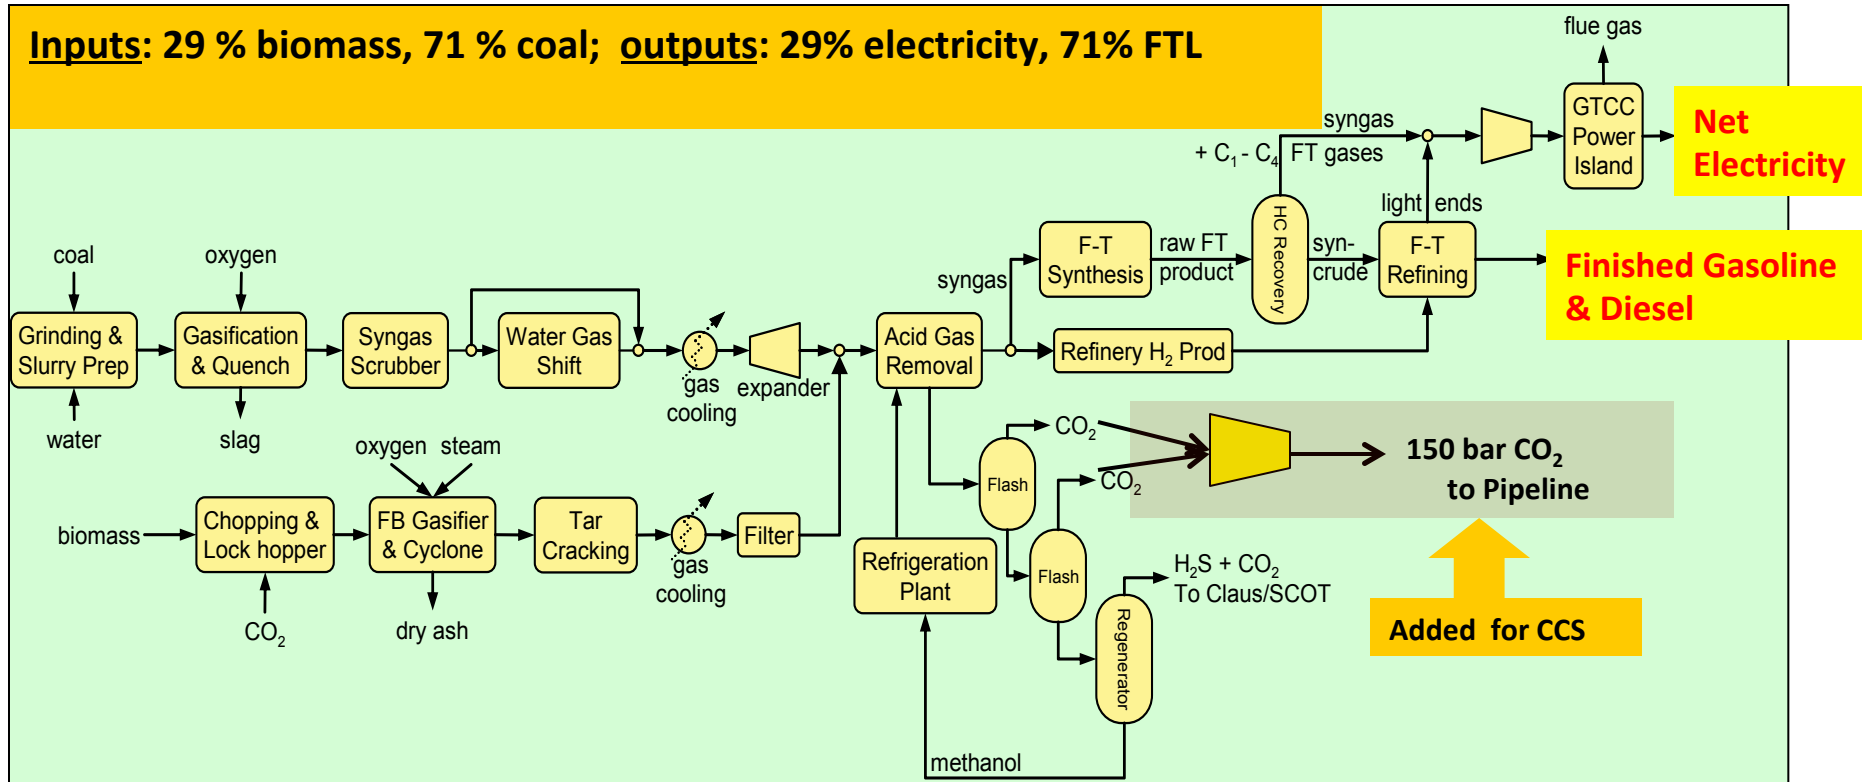 Inputs: 29 % biomass, 71 % coal; outputs: 29% electricity, 71% FTL
flue gas
GTCC
Power
Island
Net
Electricity
syngas
+ C₁ - C₄ FT gases
light ends
HC Recovery
F-T
Synthesis
raw FT
product
syn-
crude
F-T
Refining
Finished Gasoline
& Diesel
coal
oxygen
syngas
Grinding &
Slurry Prep
Gasification
& Quench
Syngas
Scrubber
Water Gas
Shift
gas
cooling
expander
Acid Gas
Removal
Refinery H₂ Prod
water
slag
oxygen steam
CO₂
CO₂
150 bar CO₂
to Pipeline
Flash
Flash
biomass
Chopping &
Lock hopper
FB Gasifier
& Cyclone
Tar
Cracking
gas
cooling
Filter
Refrigeration
Plant
H₂S + CO₂
To Claus/SCOT
Regenerator
Added for CCS
CO₂
dry ash
methanol